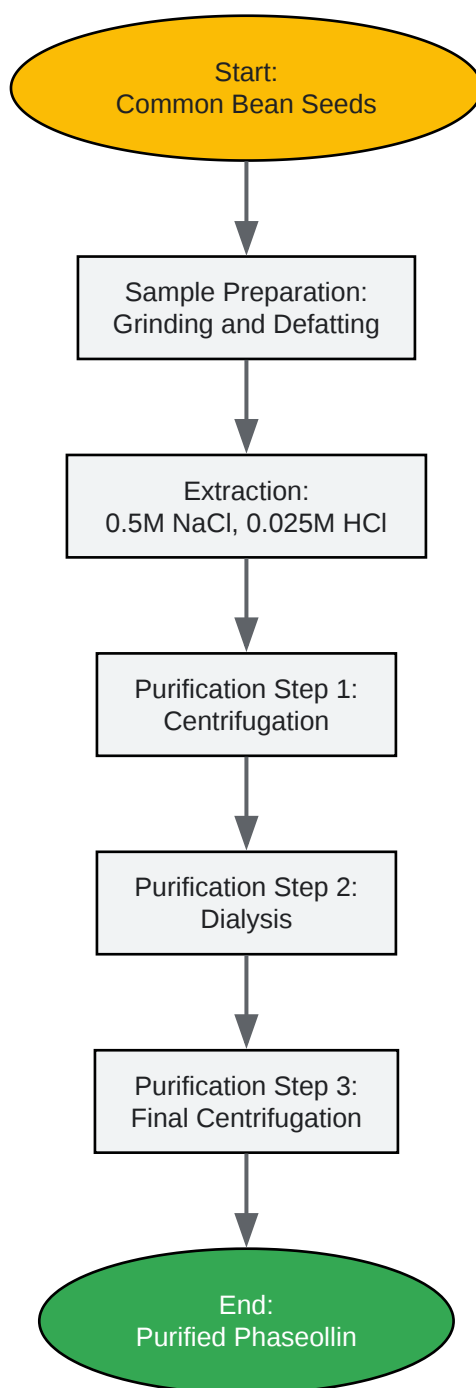 Start:
Common Bean Seeds
Sample Preparation:
Grinding and Defatting
Extraction:
0.5M NaCl, 0.025M HCl
Purification Step 1:
Centrifugation
Purification Step 2:
Dialysis
Purification Step 3:
Final Centrifugation
End:
Purified Phaseollin